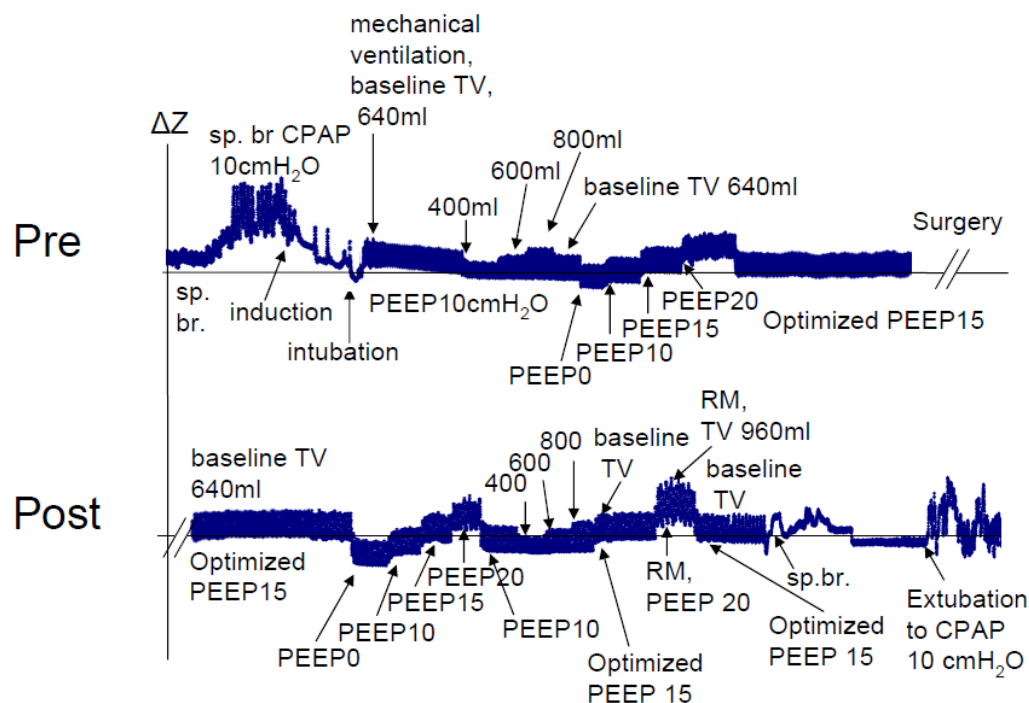 mechanical
ventilation,
baseline TV,
640ml
ΔZ
sp. br CPAP
10cmH₂O
800ml
600ml
baseline TV 640ml
400ml
Surgery
Pre
sp.
br.
induction
PEEP10cmH₂O
intubation
PEEP20
Optimized PEEP15
PEEP15
PEEP10
PEEP0
RM,
TV 960ml
baseline TV
640ml
800
600
400
baseline
TV
baseline
TV
Post
Optimized
PEEP15
PEEP20
PEEP15
PEEP10
PEEP0
PEEP10
RM,
PEEP 20
Optimized
PEEP 15
sp.br.
Optimized
PEEP 15
Extubation
to CPAP
10 cmH₂O